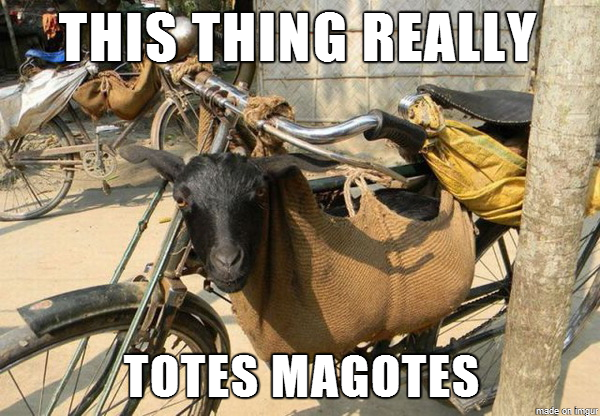 THIS THING REALLY
TOTES MAGOTES
made on imgur